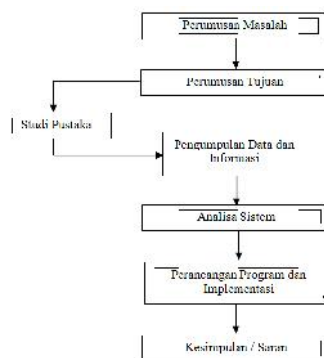 Perumusan Masalah
Perumusan Tujuan
Studi Pustaka
Pengumpulan Data dan
Informasi
Analisa Sistem
Perancangan Program dan
Implementasi
Kesimpulan / Saran